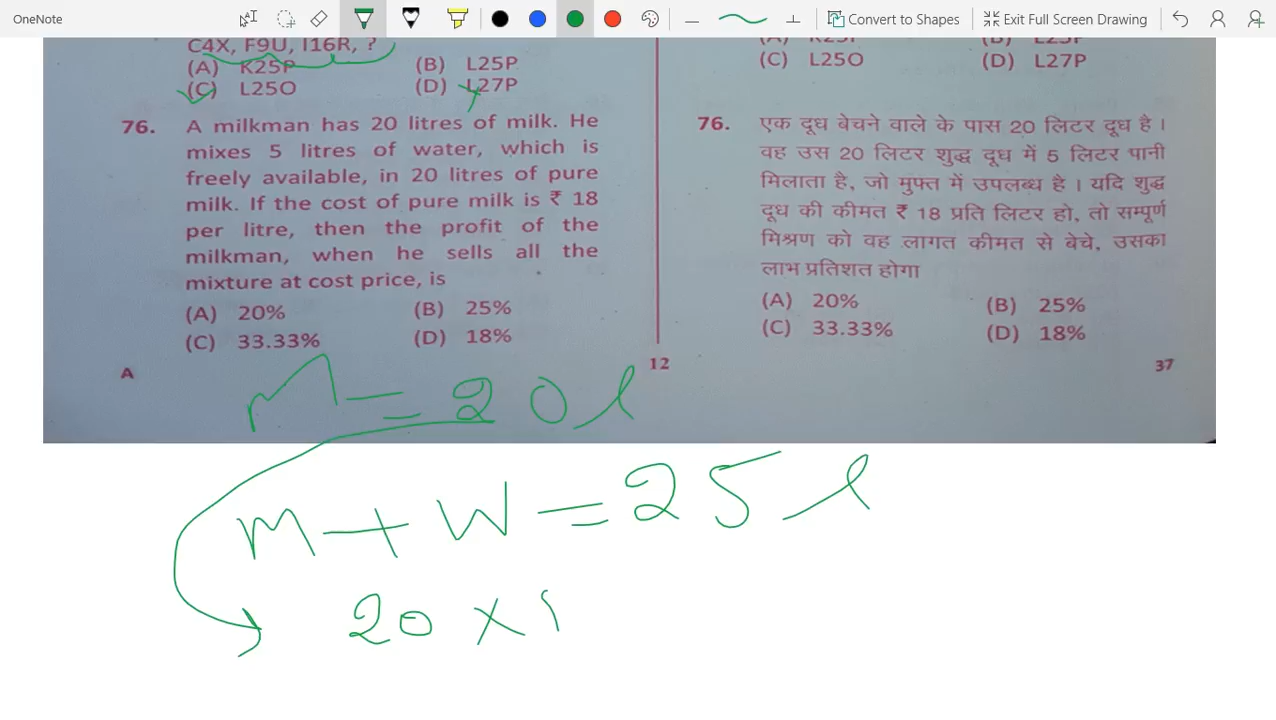 OneNote
Convert to Shapes
Exit Full Screen Drawing
C4X, F9U, I16R, ?
(A) K25P
(B) L25P
(C) L25O
(D) L27P
76. A milkman has 20 litres of milk. He
mixes 5 litres of water, which is
freely available, in 20 litres of pure
milk. If the cost of pure milk is ₹ 18
per litre, then the profit of the
milkman, when he sells all the
mixture at cost price, is
(A) 20%
(B) 25%
(C) 33.33%
(D) 18%
A
12
(C) L25O
(D) L27P
76. एक दूध बेचने वाले के पास 20 लिटर दूध है ।
वह उस 20 लिटर शुद्ध दूध में 5 लिटर पानी
मिलाता है, जो मुफ्त में उपलब्ध है । यदि शुद्ध
दूध की कीमत ₹ 18 प्रति लिटर हो, तो सम्पूर्ण
मिश्रण को वह लागत कीमत से बेचे, उसका
लाभ प्रतिशत होगा
(A) 20%
(B) 25%
(C) 33.33%
(D) 18%
37
M = 20 l
M + W = 25 l
20 ×